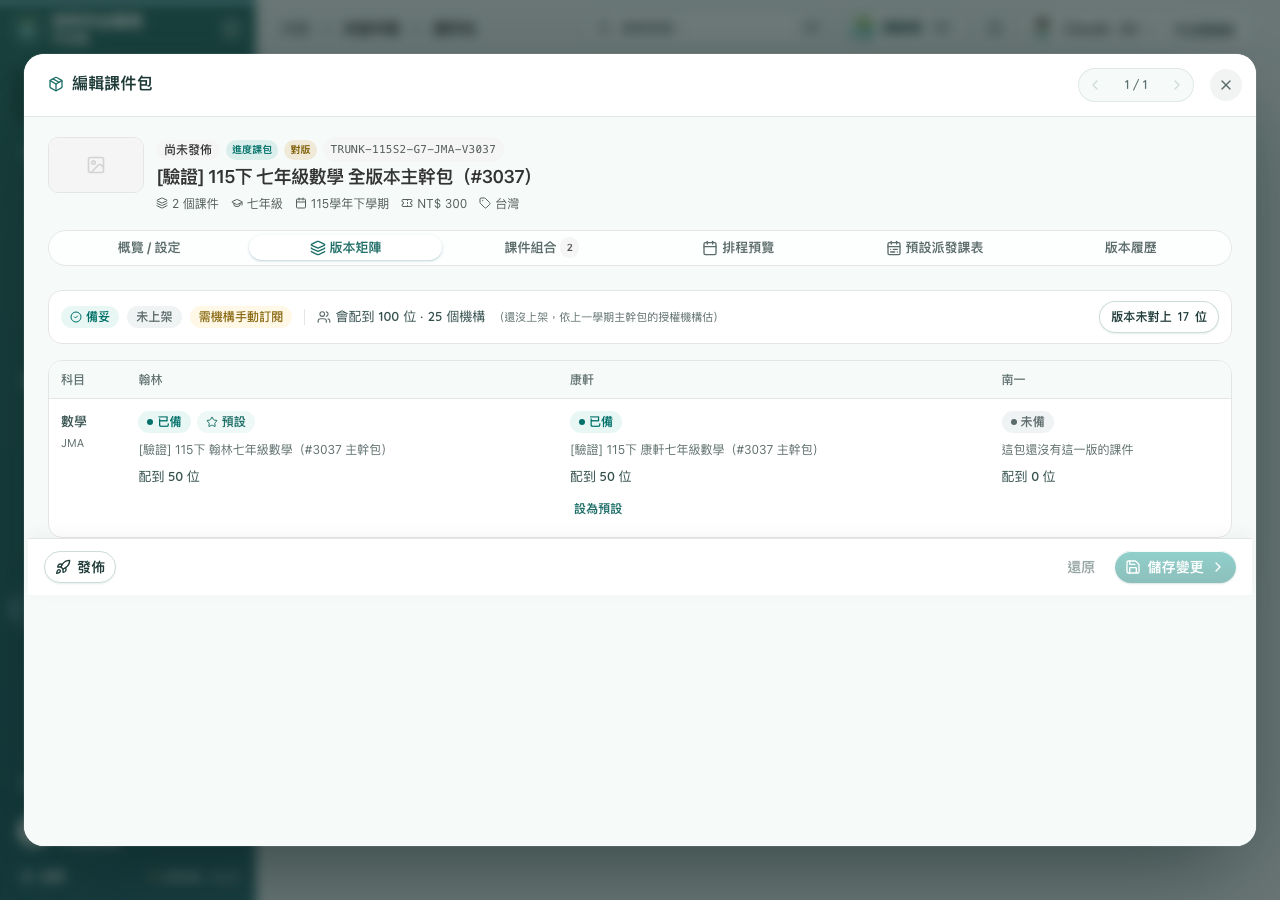 編輯課件包
1 / 1
尚未發佈 進度課包 對版 TRUNK-115S2-G7-JMA-V3037
[驗證] 115下 七年級數學 全版本主幹包（#3037）
2 個課件 七年級 115學年下學期 NT$ 300 台灣
概覽 / 設定 版本矩陣 課件組合 2 排程預覽 預設派發課表 版本履歷
備妥 未上架 需機構手動訂閱 會配到 100 位 · 25 個機構 （還沒上架，依上一學期主幹包的授權機構估） 版本未對上 17 位
科目 翰林 康軒 南一
數學 已備 預設 已備 未備
JMA
[驗證] 115下 翰林七年級數學（#3037 主幹包） [驗證] 115下 康軒七年級數學（#3037 主幹包） 這包還沒有這一版的課件
配到 50 位 配到 50 位 配到 0 位
設為預設
發佈 還原 儲存變更